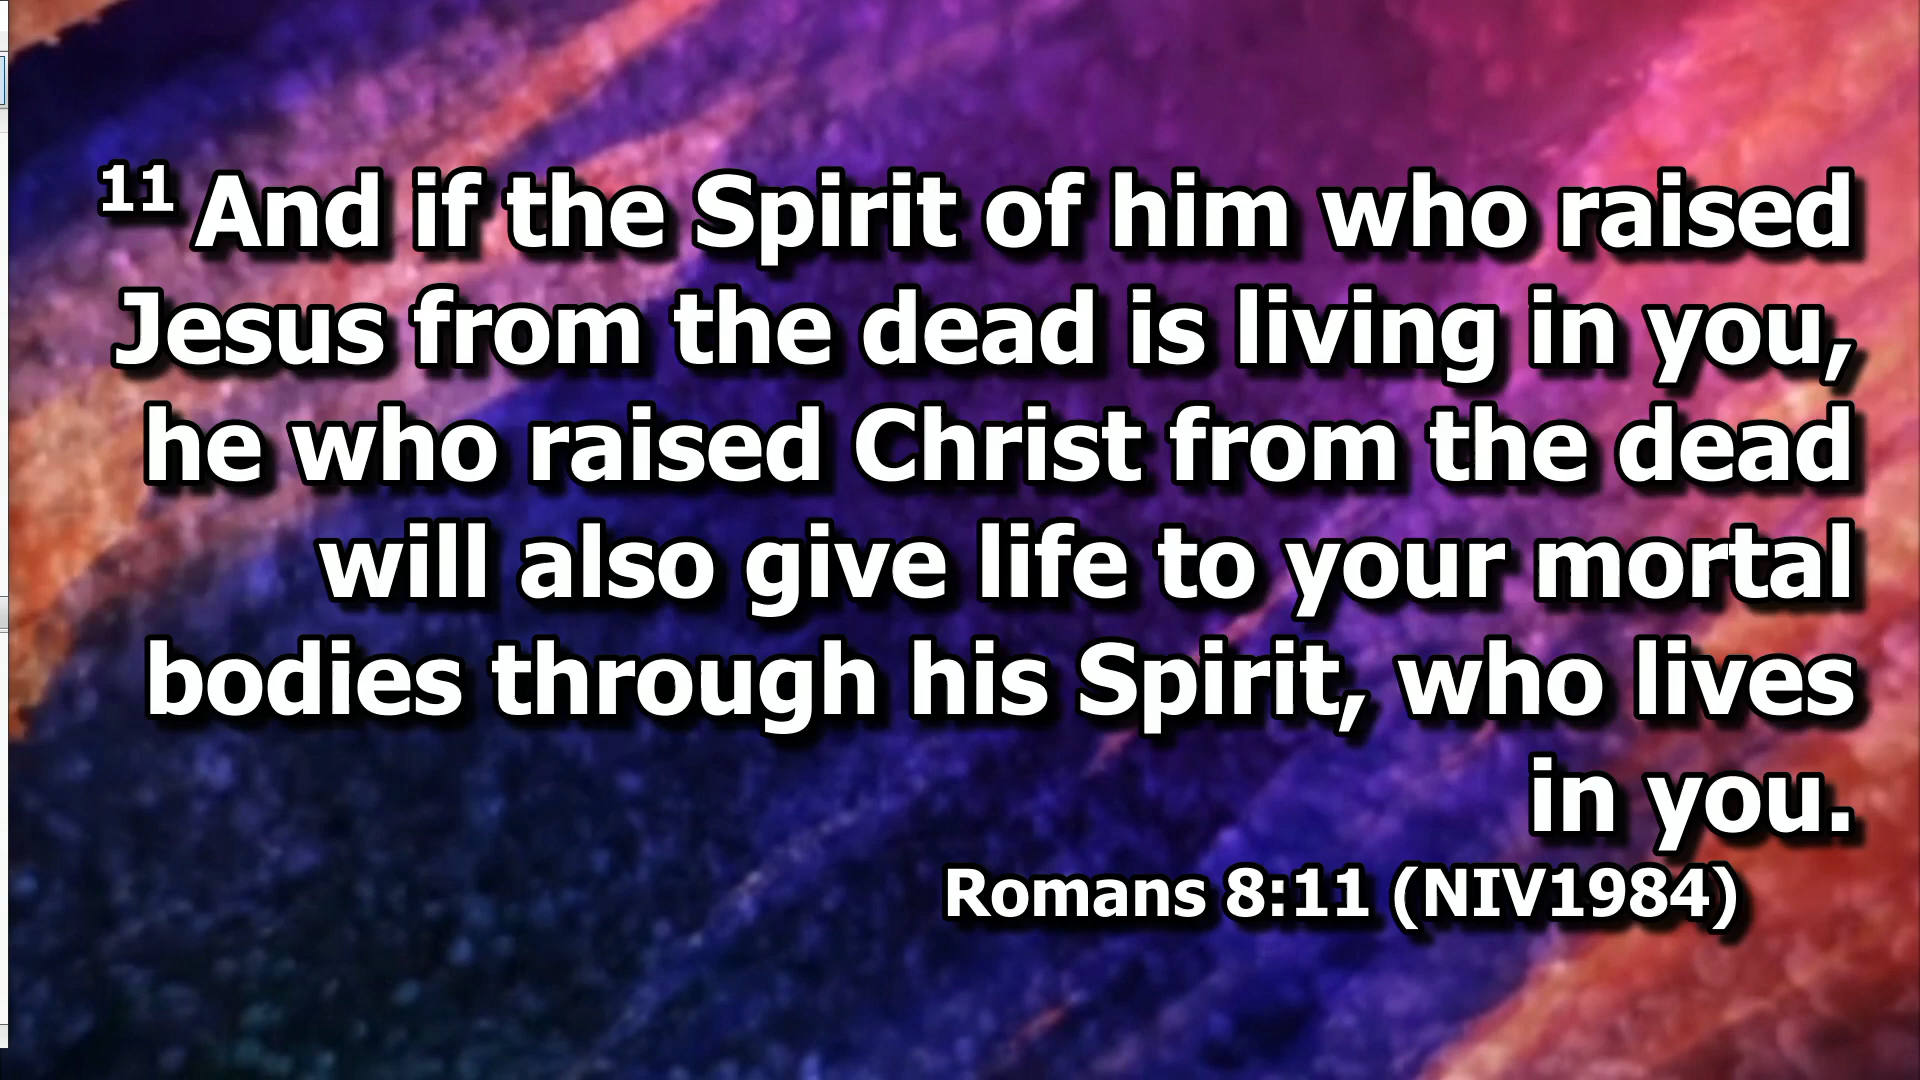 11 And if the Spirit of him who raised
Jesus from the dead is living in you,
he who raised Christ from the dead
will also give life to your mortal
bodies through his Spirit, who lives
in you.
Romans 8:11 (NIV1984)